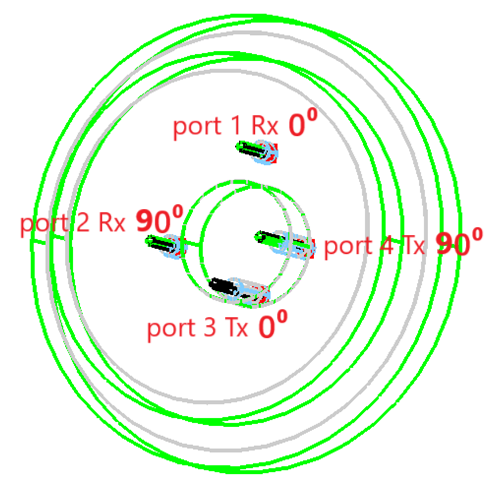 port 1 Rx 0⁰
port 2 Rx 90⁰
port 4 Tx 90⁰
port 3 Tx 0⁰